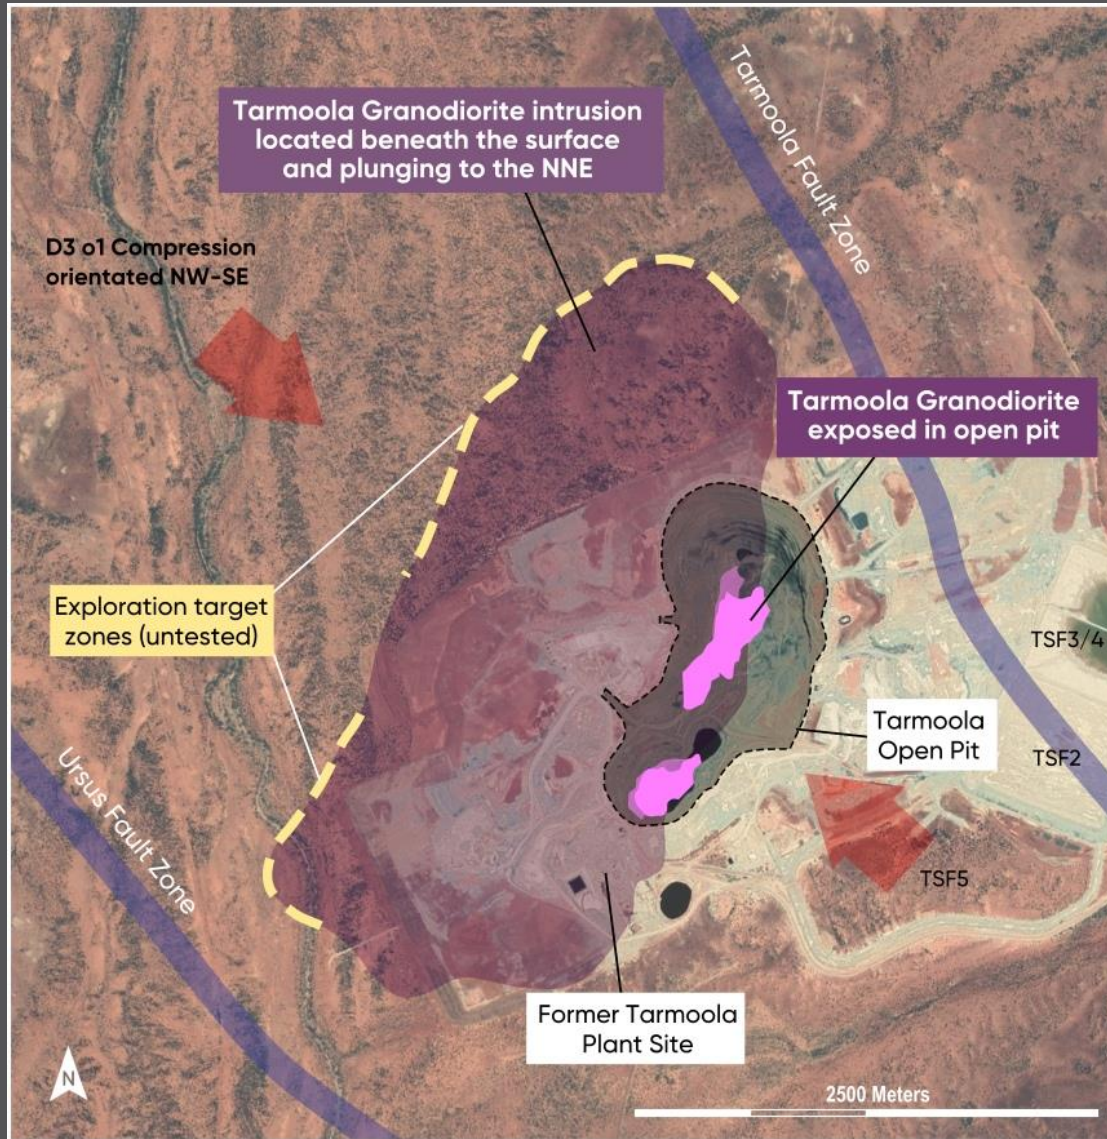 Tarmoola Fault Zone
Tarmoola Granodiorite intrusion
located beneath the surface
and plunging to the NNE
D3 o1 Compression
orientated NW-SE
Tarmoola Granodiorite
exposed in open pit
Exploration target
zones (untested)
TSF3/4
Tarmoola
Open Pit
TSF2
Ursus Fault Zone
TSF5
Former Tarmoola
Plant Site
N
2500 Meters